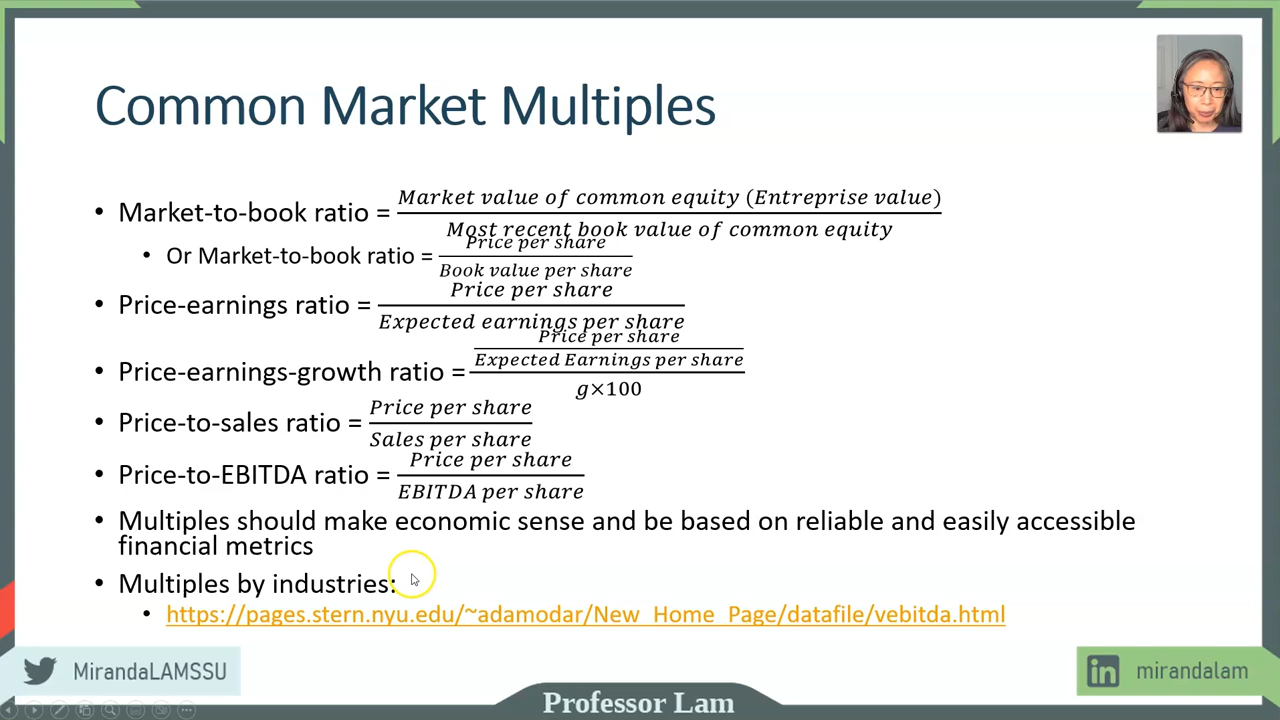 Common Market Multiples
• Market-to-book ratio = Market value of common equity (Entreprise value)
Most recent book value of common equity
• Or Market-to-book ratio = Price per share
Book value per share
• Price-earnings ratio = Price per share
Expected earnings per share
• Price-earnings-growth ratio = Price per share
Expected Earnings per share
g×100
• Price-to-sales ratio = Price per share
Sales per share
• Price-to-EBITDA ratio = Price per share
EBITDA per share
• Multiples should make economic sense and be based on reliable and easily accessible
financial metrics
• Multiples by industries:
• https://pages.stern.nyu.edu/~adamodar/New_Home_Page/datafile/vebitda.html
MirandaLAMSSU
in mirandalam
Professor Lam